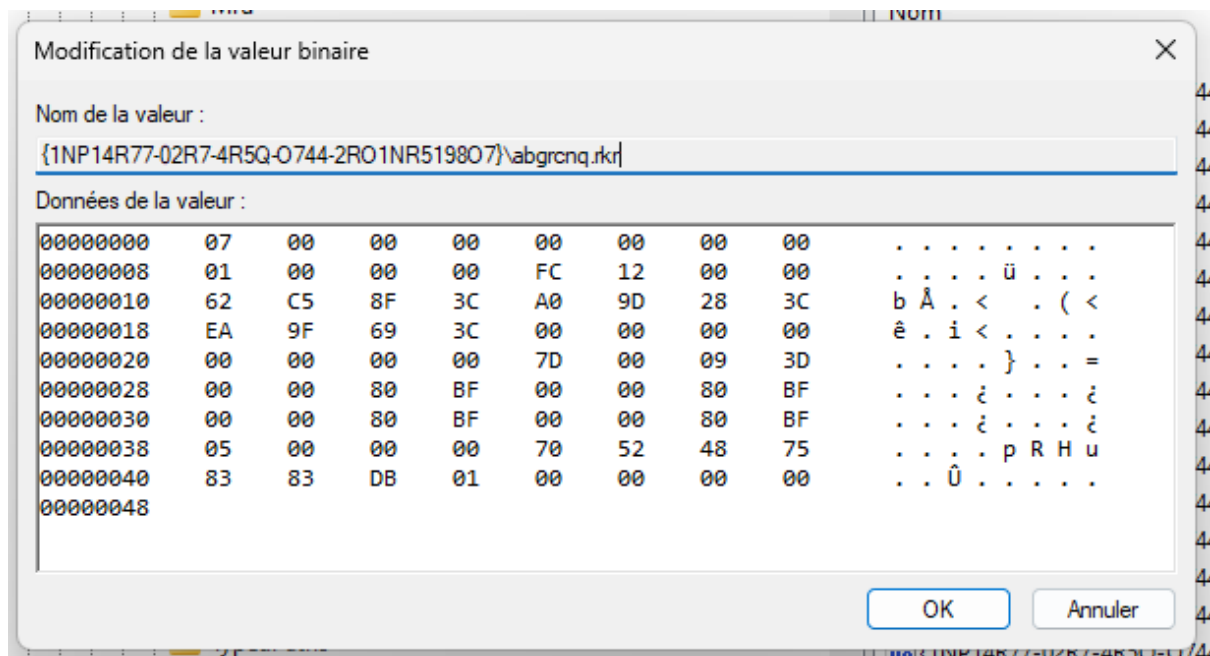 Nom
Modification de la valeur binaire
Nom de la valeur :
{1NP14R77-02R7-4R5Q-O744-2RO1NR5198O7}\abgrcnq.rkr
Données de la valeur :
00000000 07 00 00 00 00 00 00 00 . . . . . . . .
00000008 01 00 00 00 FC 12 00 00 . . . . ü . . .
00000010 62 C5 8F 3C A0 9D 28 3C b Å . <   . ( <
00000018 EA 9F 69 3C 00 00 00 00 ê . i < . . . .
00000020 00 00 00 00 7D 00 09 3D . . . . } . . =
00000028 00 00 80 BF 00 00 80 BF . . . ¿ . . . ¿
00000030 00 00 80 BF 00 00 80 BF . . . ¿ . . . ¿
00000038 05 00 00 00 70 52 48 75 . . . . p R H u
00000040 83 83 DB 01 00 00 00 00 . . Û . . . . .
00000048
OK Annuler